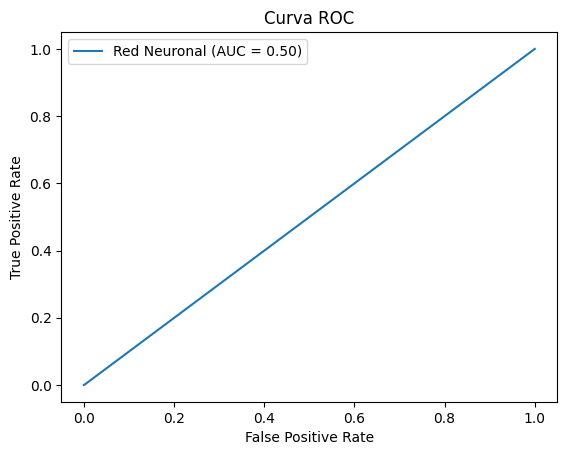 Curva ROC
Red Neuronal (AUC = 0.50)
1.0
0.8
0.6
0.4
0.2
0.0
True Positive Rate
0.0 0.2 0.4 0.6 0.8 1.0
False Positive Rate